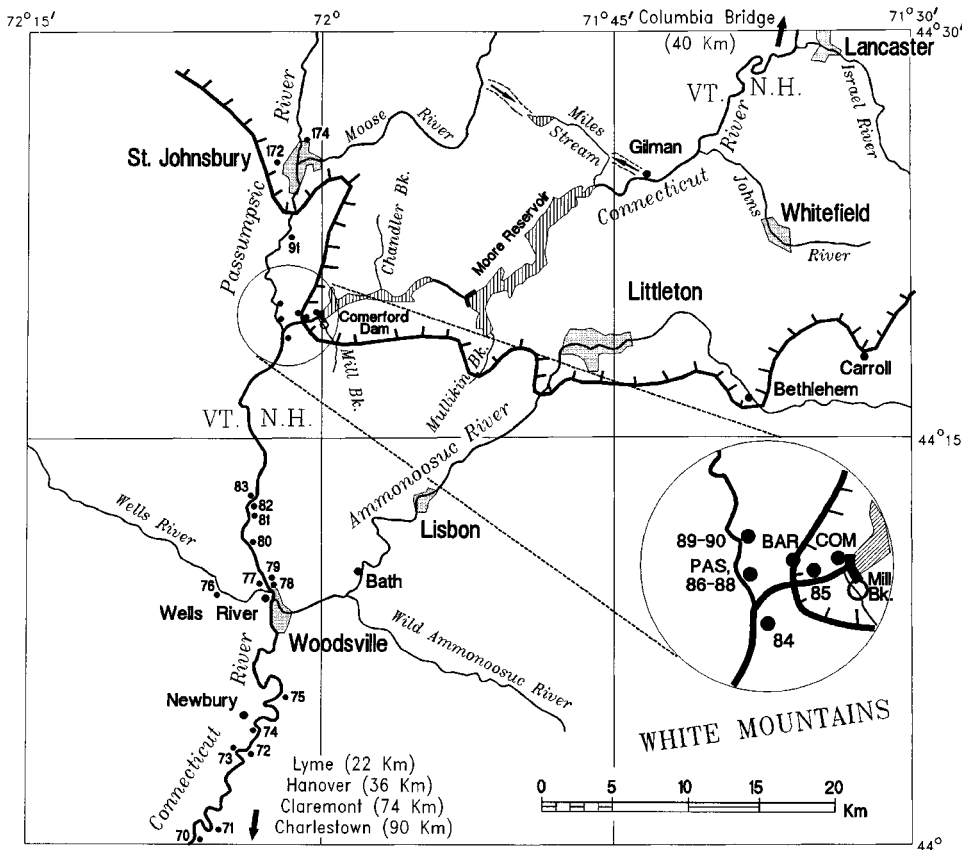 72°15′
72°
71°45′
71°30′
44°30′
Columbia Bridge
(40 Km)
Lancaster
VT.
N.H.
Israel River
River
174
Moose River
Miles Stream
Gilman
River
172
St. Johnsbury
Connecticut
Johns
Whitefield
River
Passumpsic
Chandler Bk.
Moore Reservoir
91
Littleton
Comerford
Dam
Carroll
Mill Bk.
Mullikin Bk.
Bethlehem
VT.
N.H.
44°15′
Ammonoosuc River
83
82
81
80
Lisbon
Wells River
89-90
BAR
COM
PAS,
86-88
85
Mill
Bk.
84
79
77
78
76
Bath
Wells River
Woodsville
Wild Ammonoosuc River
River
75
Newbury
74
73
72
WHITE MOUNTAINS
Connecticut
Lyme (22 Km)
Hanover (36 Km)
Claremont (74 Km)
Charlestown (90 Km)
70
71
0
5
10
15
20
Km
44°